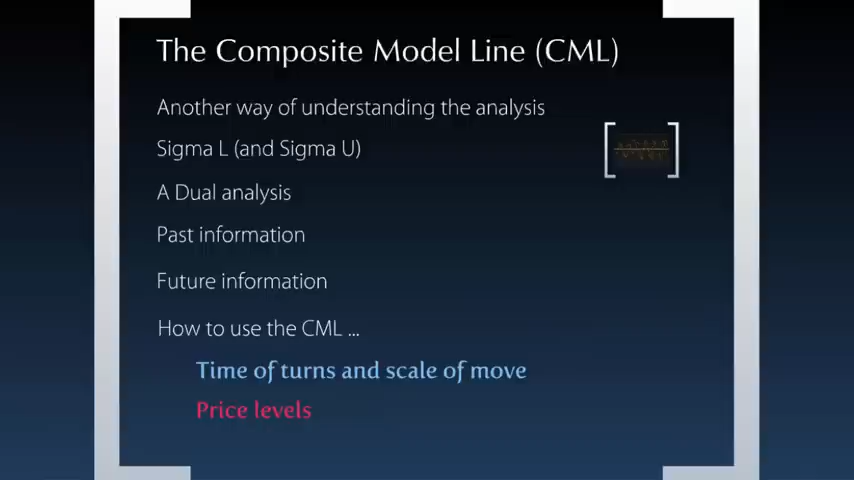 The Composite Model Line (CML)
Another way of understanding the analysis
Sigma L (and Sigma U)
A Dual analysis
Past information
Future information
How to use the CML ...
Time of turns and scale of move
Price levels